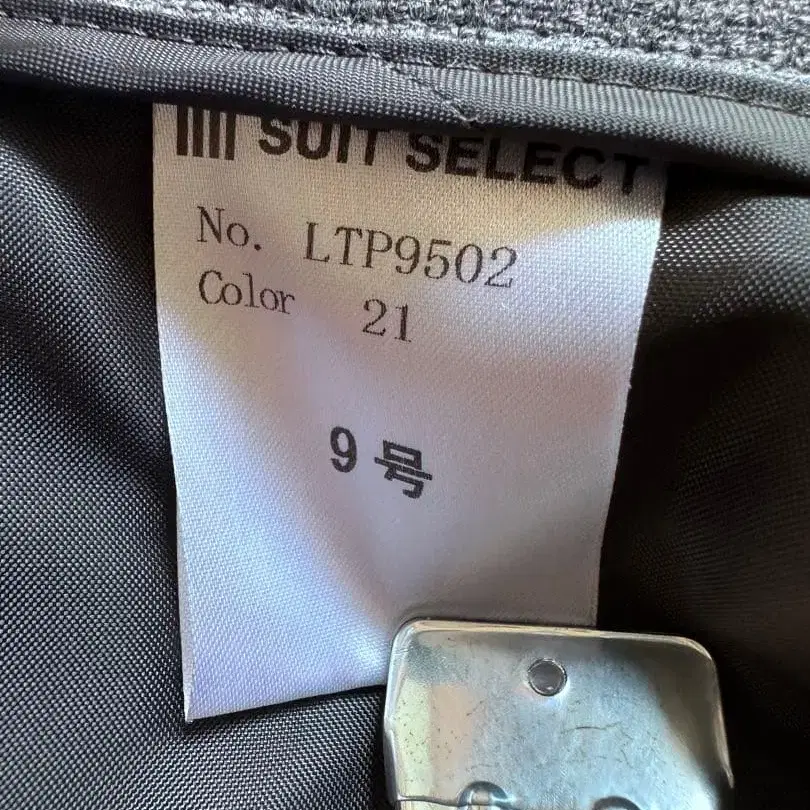 SUIT SELECT
No. LTP9502
Color 21
9号